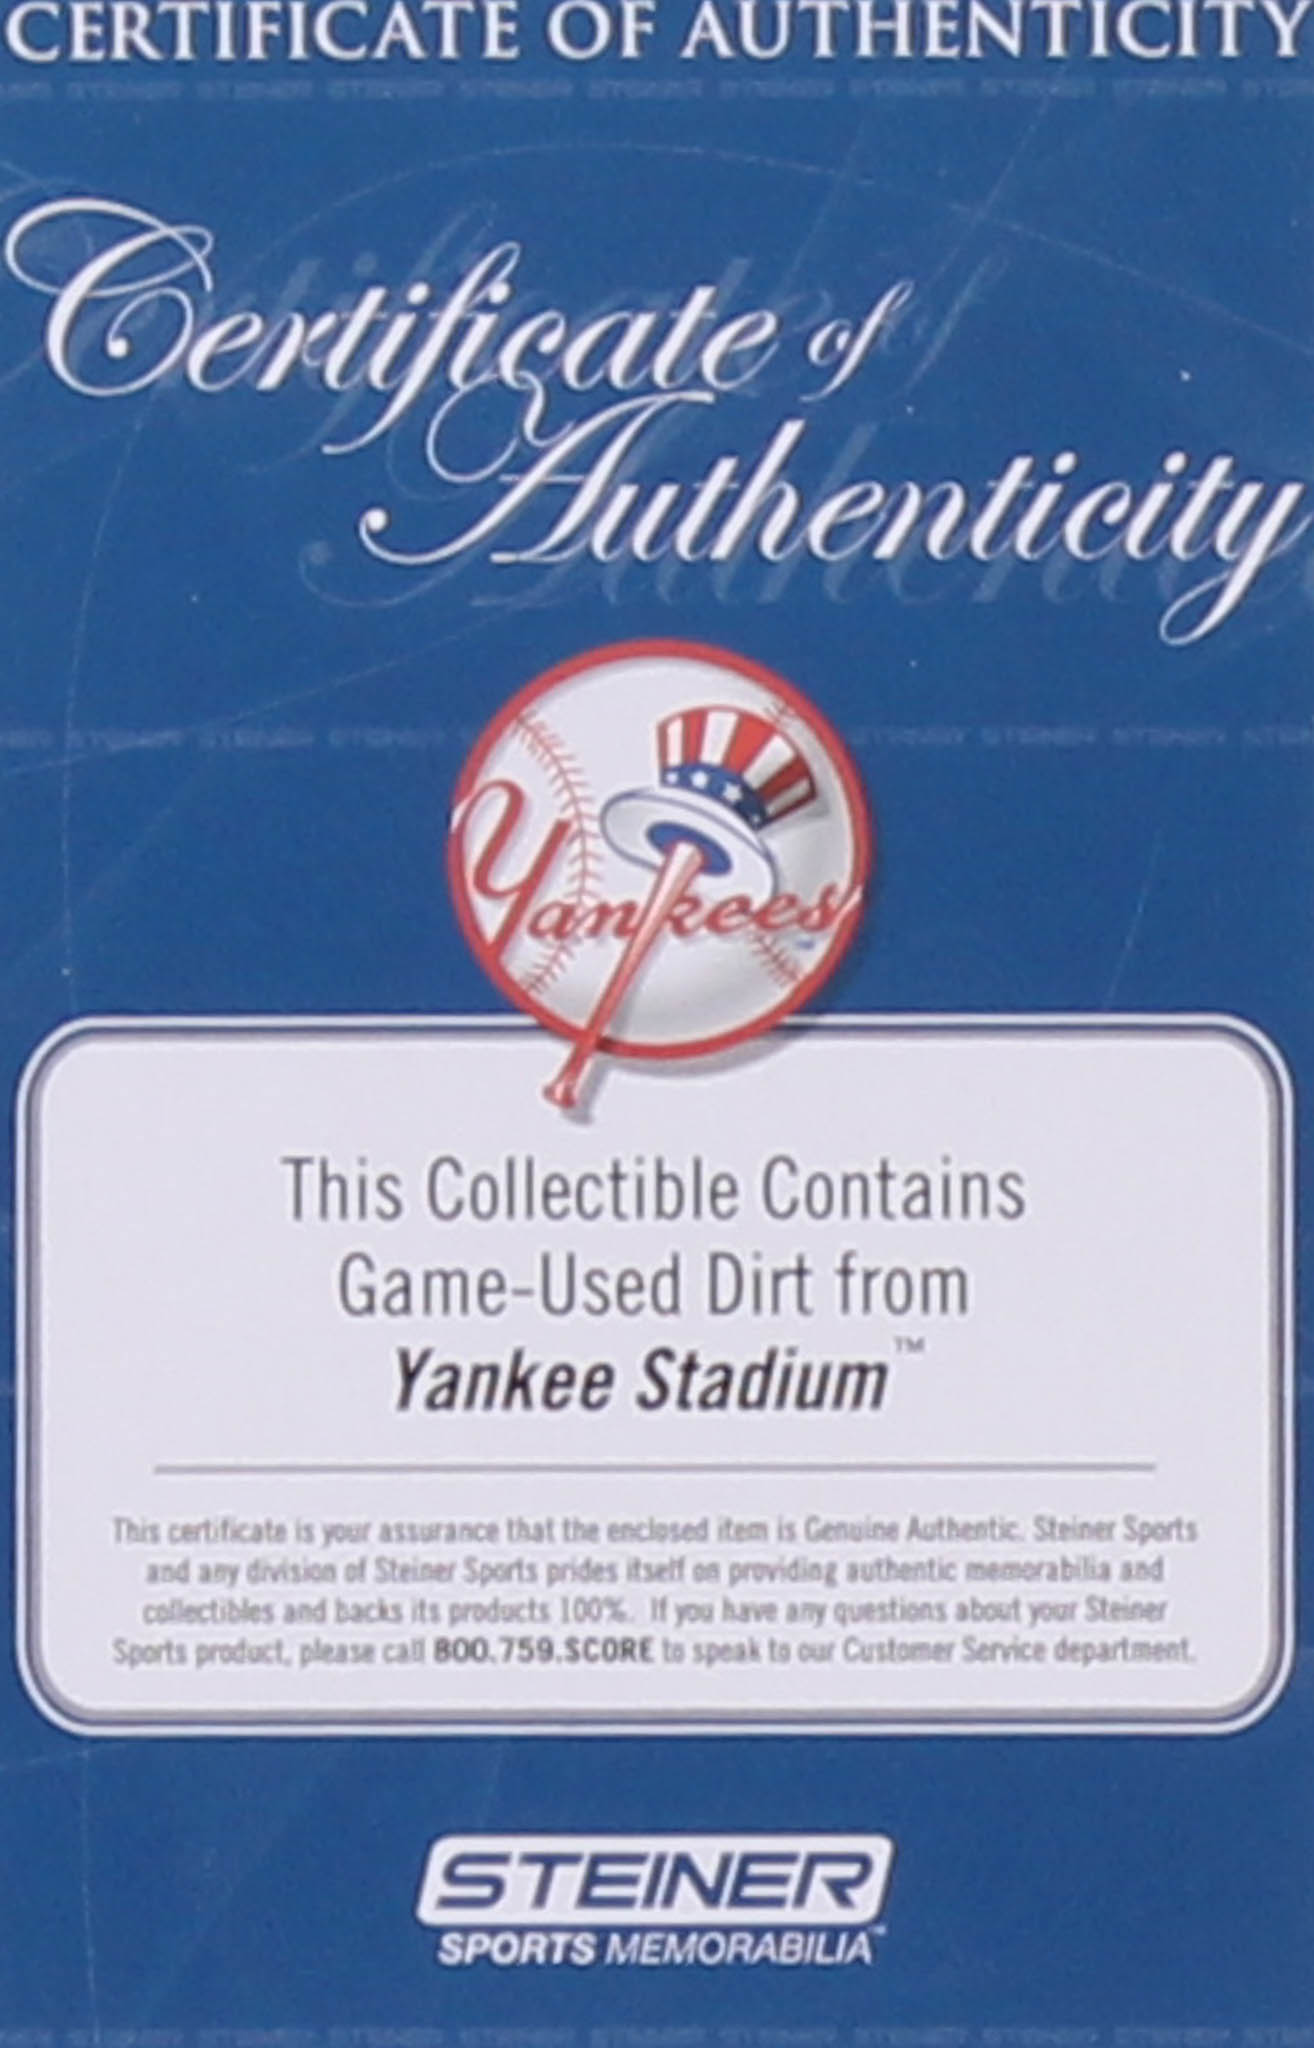 CERTIFICATE OF AUTHENTICITY
Certificate of
Authenticity
Yankees
This Collectible Contains
Game-Used Dirt from
Yankee Stadium™
This certificate is your assurance that the enclosed item is Genuine Authentic. Steiner Sports
and any division of Steiner Sports prides itself on providing authentic memorabilia and
collectibles and backs its products 100%. If you have any questions about your Steiner
Sports product, please call 800.759.SCORE to speak to our Customer Service department.
STEINER
SPORTS MEMORABILIA™